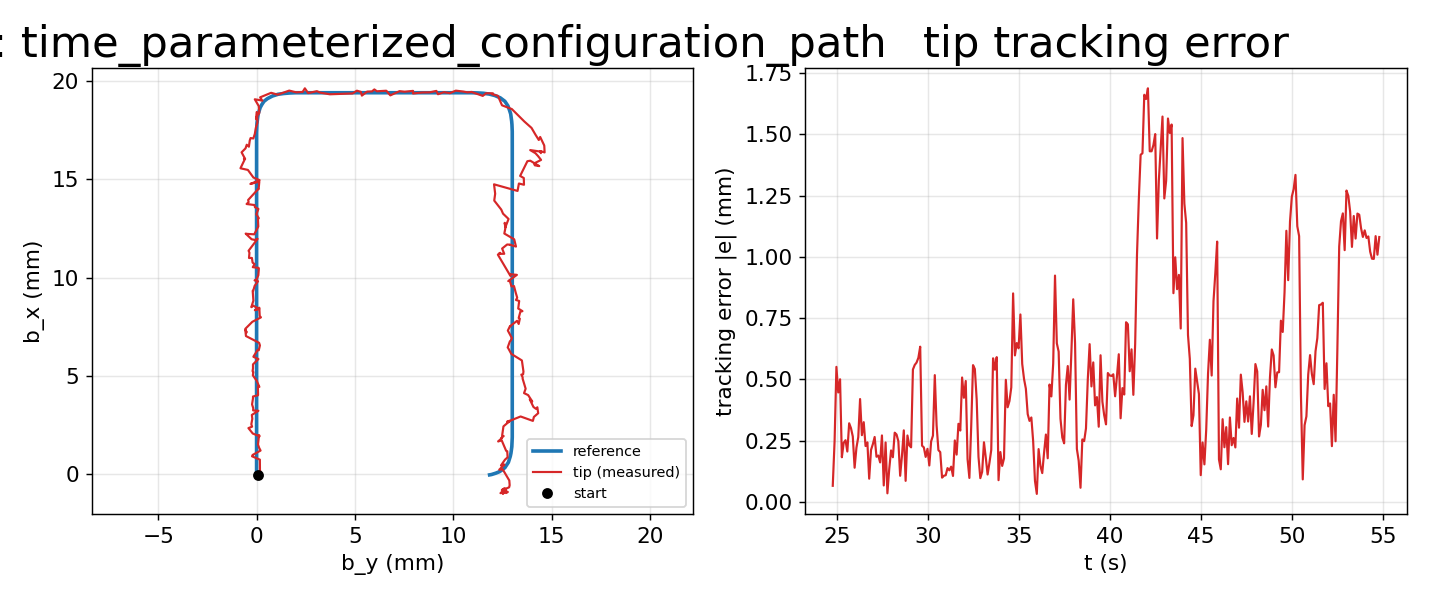 : time_parameterized_configuration_path
tip tracking error
20
15
10
5
0
b_x (mm)
−5
0
5
10
15
20
b_y (mm)
reference
tip (measured)
start
1.75
1.50
1.25
1.00
0.75
0.50
0.25
0.00
tracking error |e| (mm)
25
30
35
40
45
50
55
t (s)